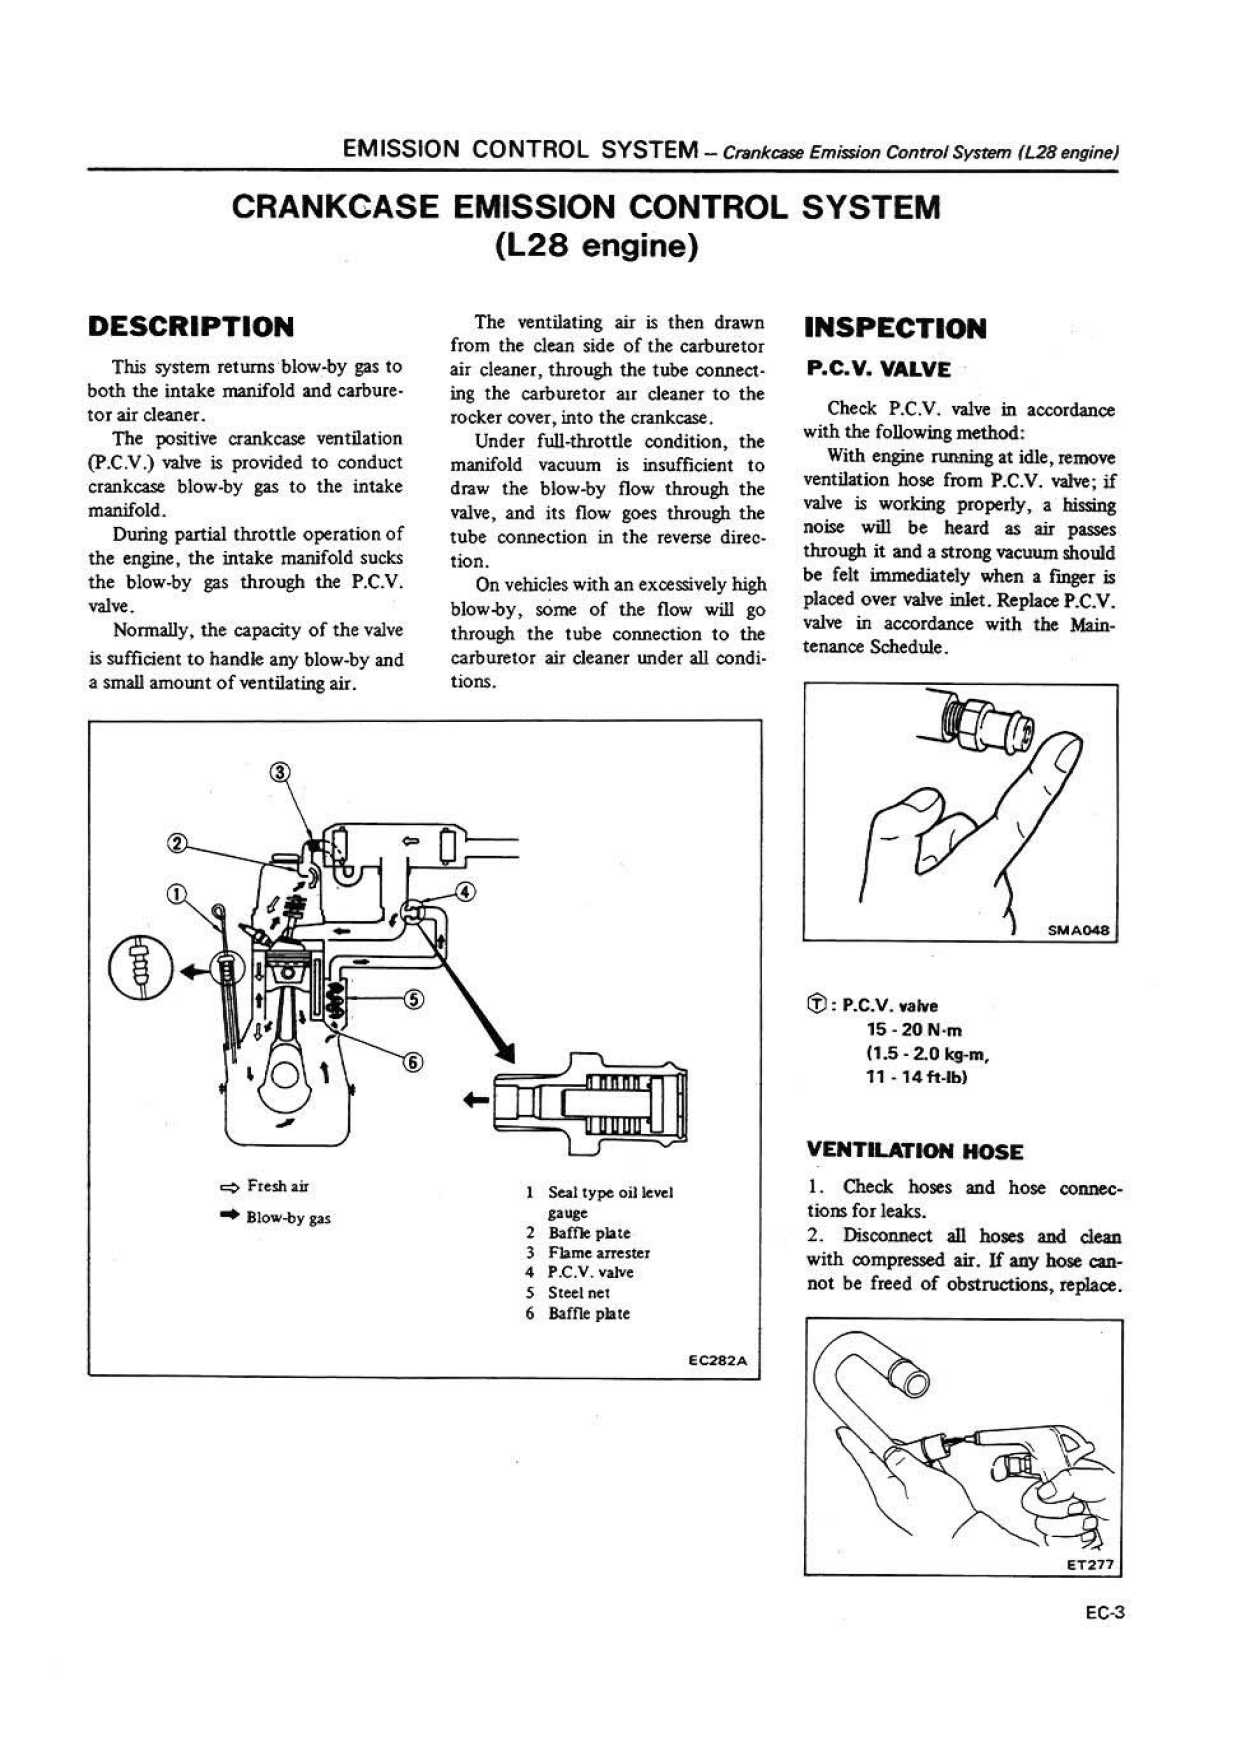 EMISSION CONTROL SYSTEM – Crankcase Emission Control System (L28 engine)
CRANKCASE EMISSION CONTROL SYSTEM
(L28 engine)
DESCRIPTION
This system returns blow-by gas to
both the intake manifold and carbure-
tor air cleaner.
The positive crankcase ventilation
(P.C.V.) valve is provided to conduct
crankcase blow-by gas to the intake
manifold.
During partial throttle operation of
the engine, the intake manifold sucks
the blow-by gas through the P.C.V.
valve.
Normally, the capacity of the valve
is sufficient to handle any blow-by and
a small amount of ventilating air.
The ventilating air is then drawn
from the clean side of the carburetor
air cleaner, through the tube connect-
ing the carburetor air cleaner to the
rocker cover, into the crankcase.
Under full-throttle condition, the
manifold vacuum is insufficient to
draw the blow-by flow through the
valve, and its flow goes through the
tube connection in the reverse direc-
tion.
On vehicles with an excessively high
blow-by, some of the flow will go
through the tube connection to the
carburetor air cleaner under all condi-
tions.
3
2
1
4
5
6
⇨ Fresh air
➡ Blow-by gas
1 Seal type oil level
gauge
2 Baffle plate
3 Flame arrester
4 P.C.V. valve
5 Steel net
6 Baffle plate
EC282A
INSPECTION
P.C.V. VALVE
Check P.C.V. valve in accordance
with the following method:
With engine running at idle, remove
ventilation hose from P.C.V. valve; if
valve is working properly, a hissing
noise will be heard as air passes
through it and a strong vacuum should
be felt immediately when a finger is
placed over valve inlet. Replace P.C.V.
valve in accordance with the Main-
tenance Schedule.
SMA048
Ⓣ : P.C.V. valve
15 - 20 N·m
(1.5 - 2.0 kg-m,
11 - 14 ft-lb)
VENTILATION HOSE
1. Check hoses and hose connec-
tions for leaks.
2. Disconnect all hoses and clean
with compressed air. If any hose can-
not be freed of obstructions, replace.
ET277
EC-3